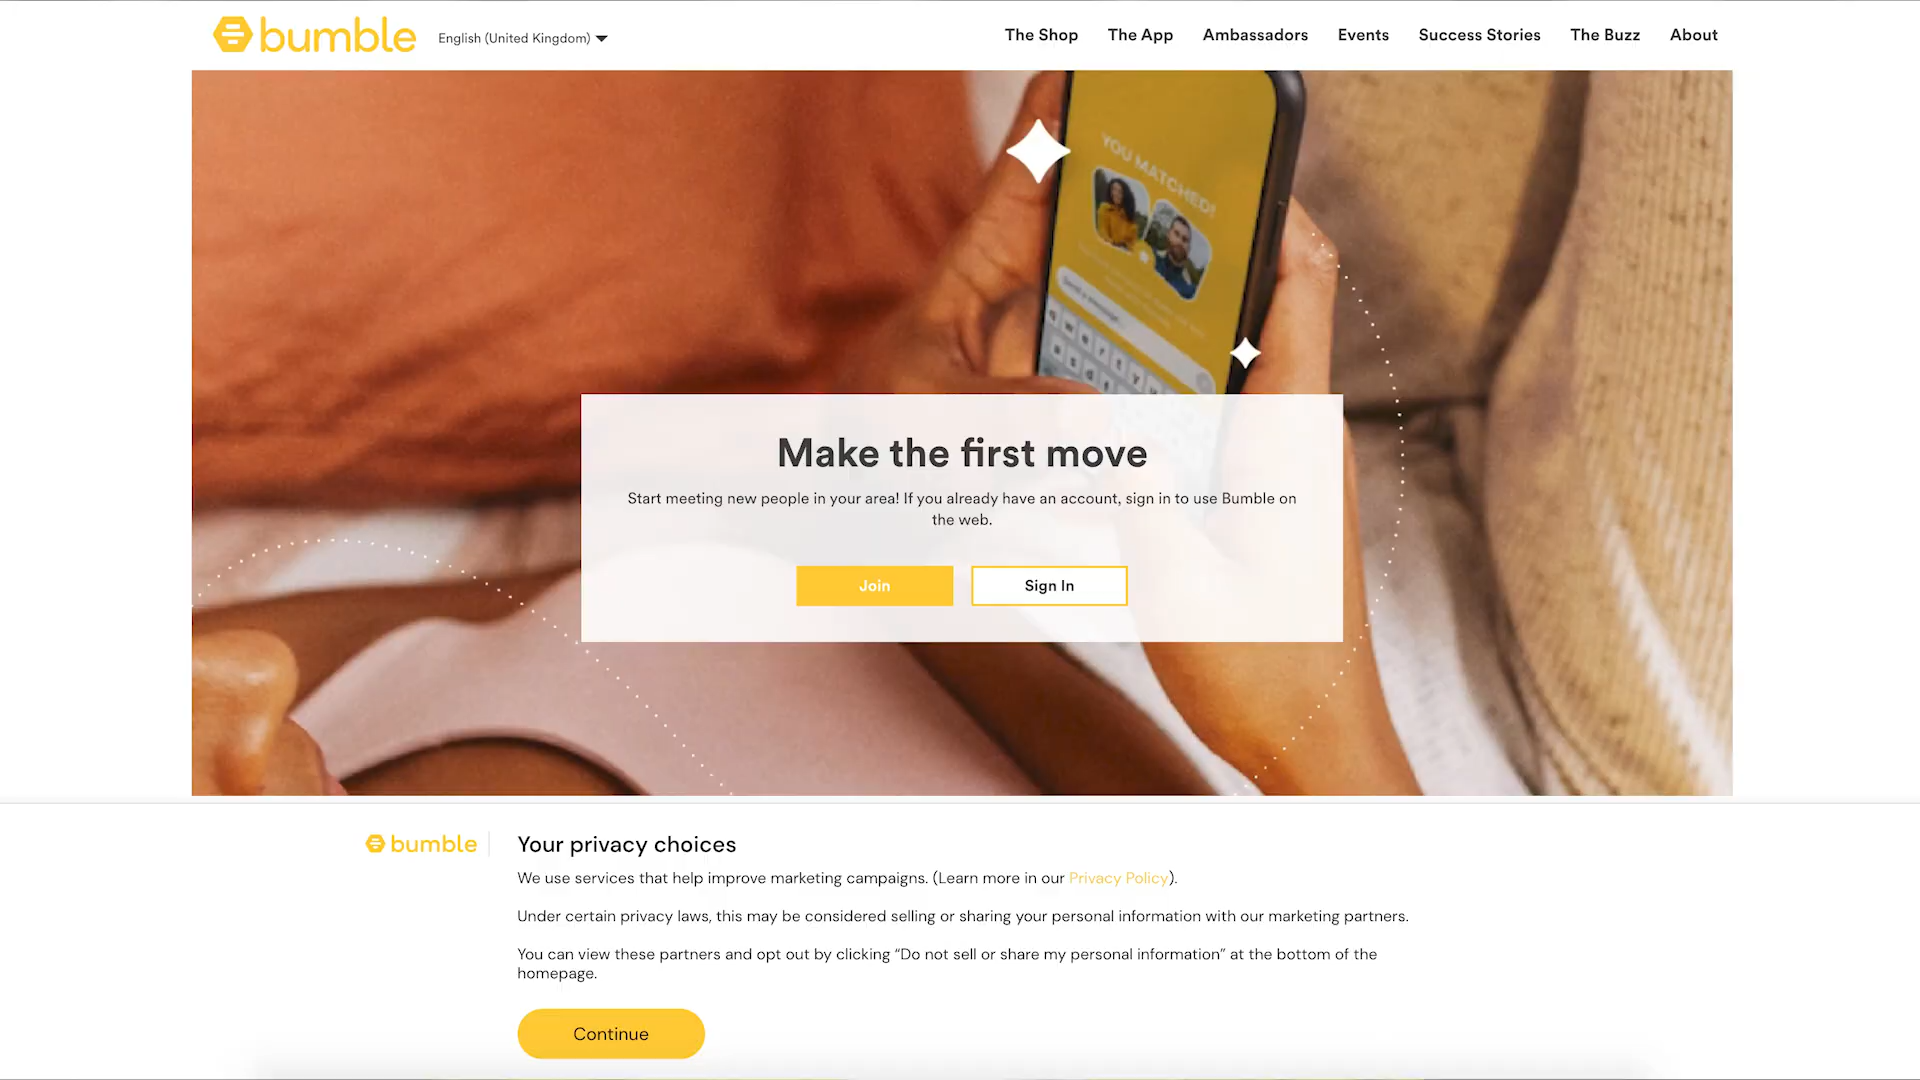 bumble
English (United Kingdom)
The Shop
The App
Ambassadors
Events
Success Stories
The Buzz
About
YOU MATCHED!
Send a message...
Make the first move
Start meeting new people in your area! If you already have an account, sign in to use Bumble on
the web.
Join
Sign In
bumble
Your privacy choices
We use services that help improve marketing campaigns. (Learn more in our Privacy Policy).
Under certain privacy laws, this may be considered selling or sharing your personal information with our marketing partners.
You can view these partners and opt out by clicking “Do not sell or share my personal information” at the bottom of the
homepage.
Continue